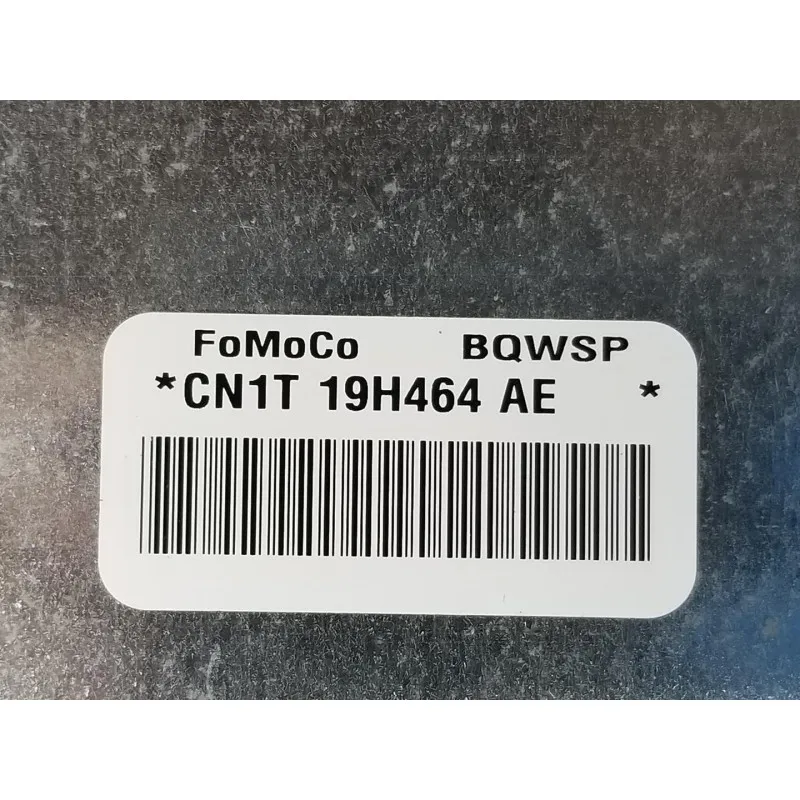 FoMoCo BQWSP
*CN1T 19H464 AE *